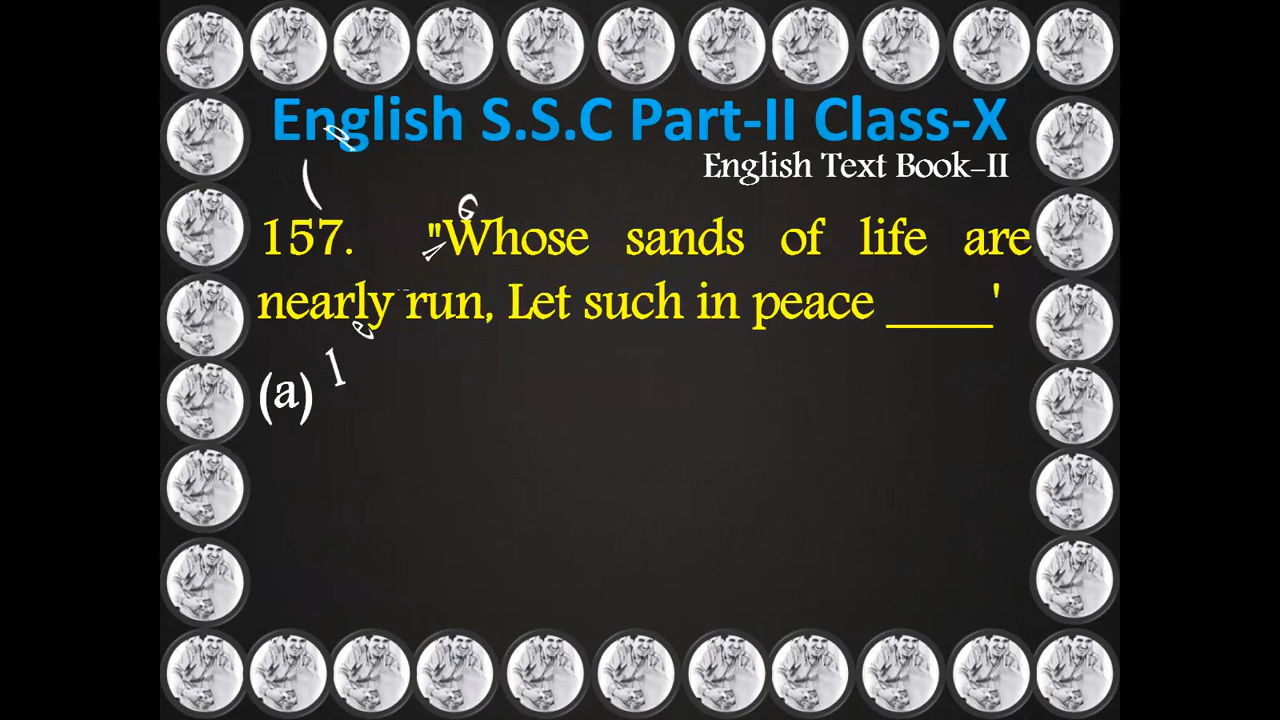 English S.S.C Part-II Class-X
English Text Book-II
157. "Whose sands of life are
nearly run, Let such in peace ____'
(a)